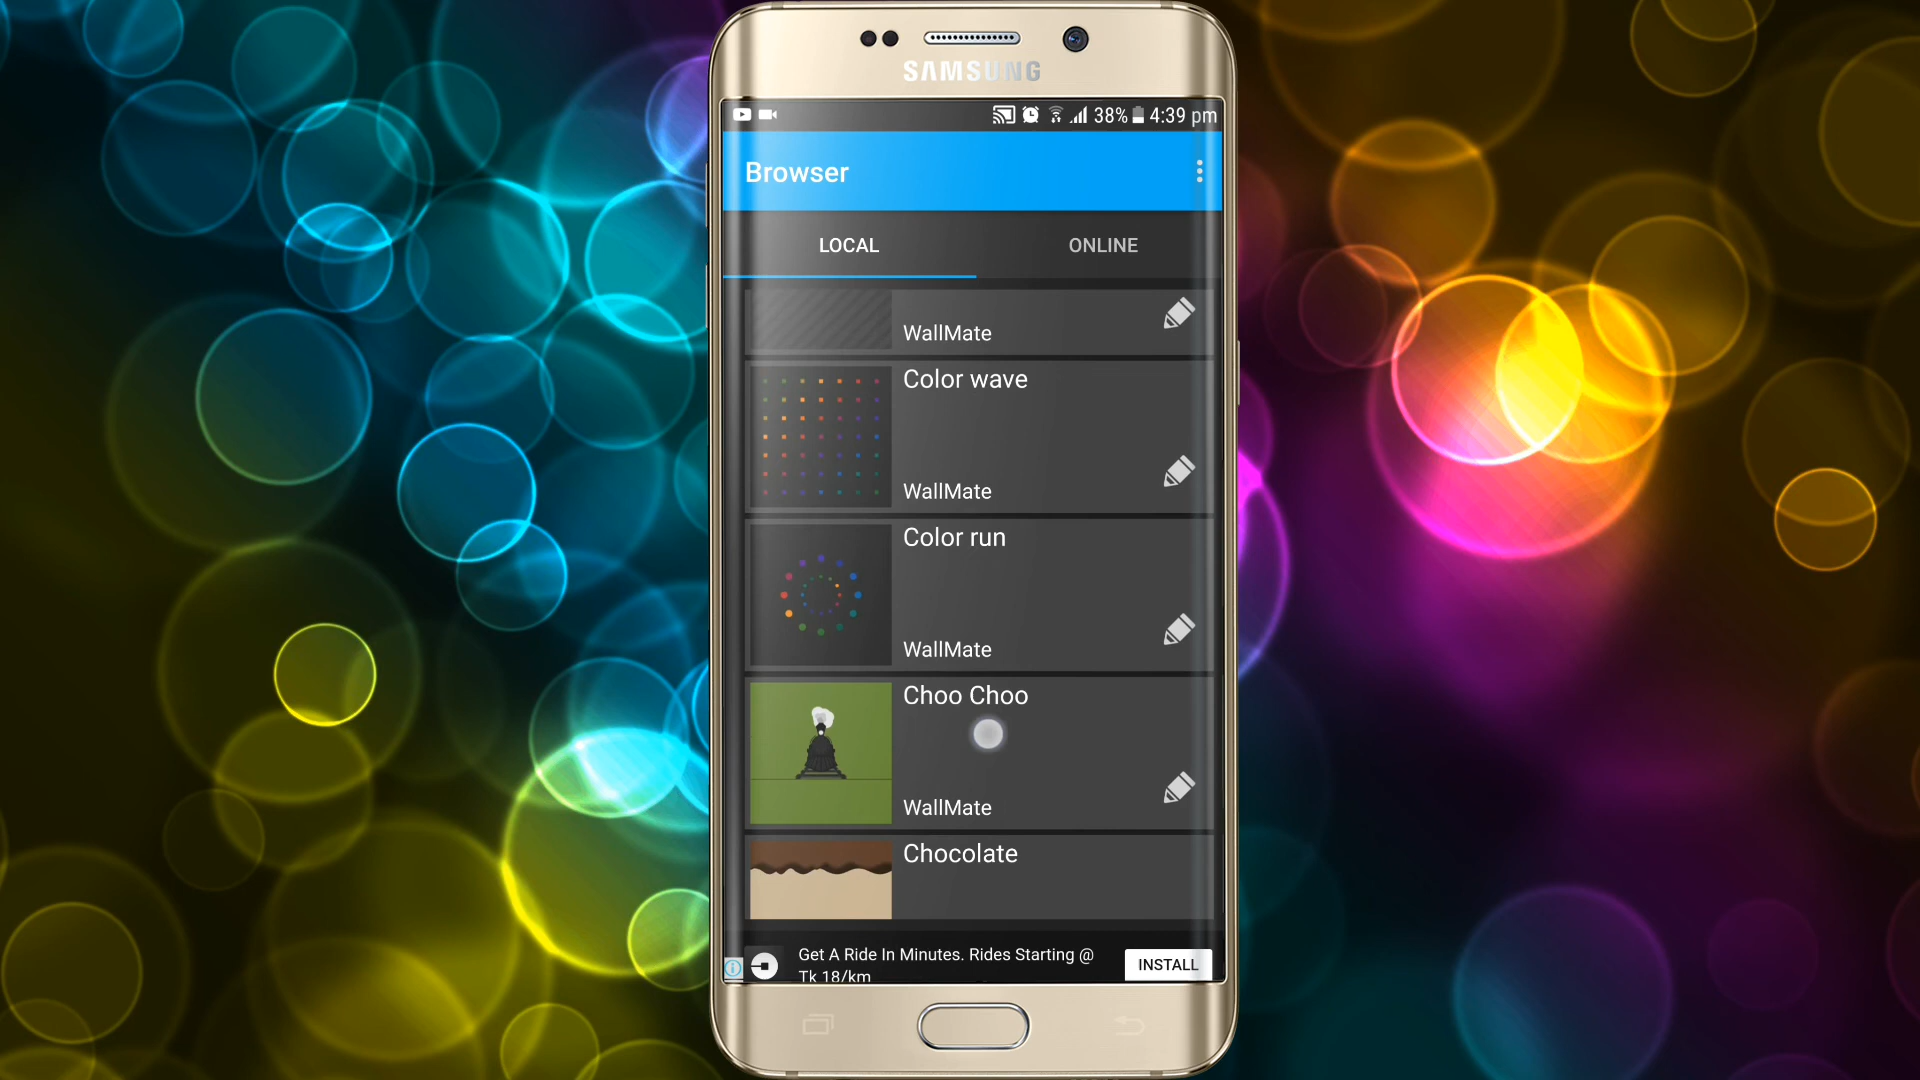 SAMSUNG
38% 4:39 pm
Browser
LOCAL
ONLINE
WallMate
Color wave
WallMate
Color run
WallMate
Choo Choo
WallMate
Chocolate
Get A Ride In Minutes. Rides Starting @
Tk 18/km
INSTALL